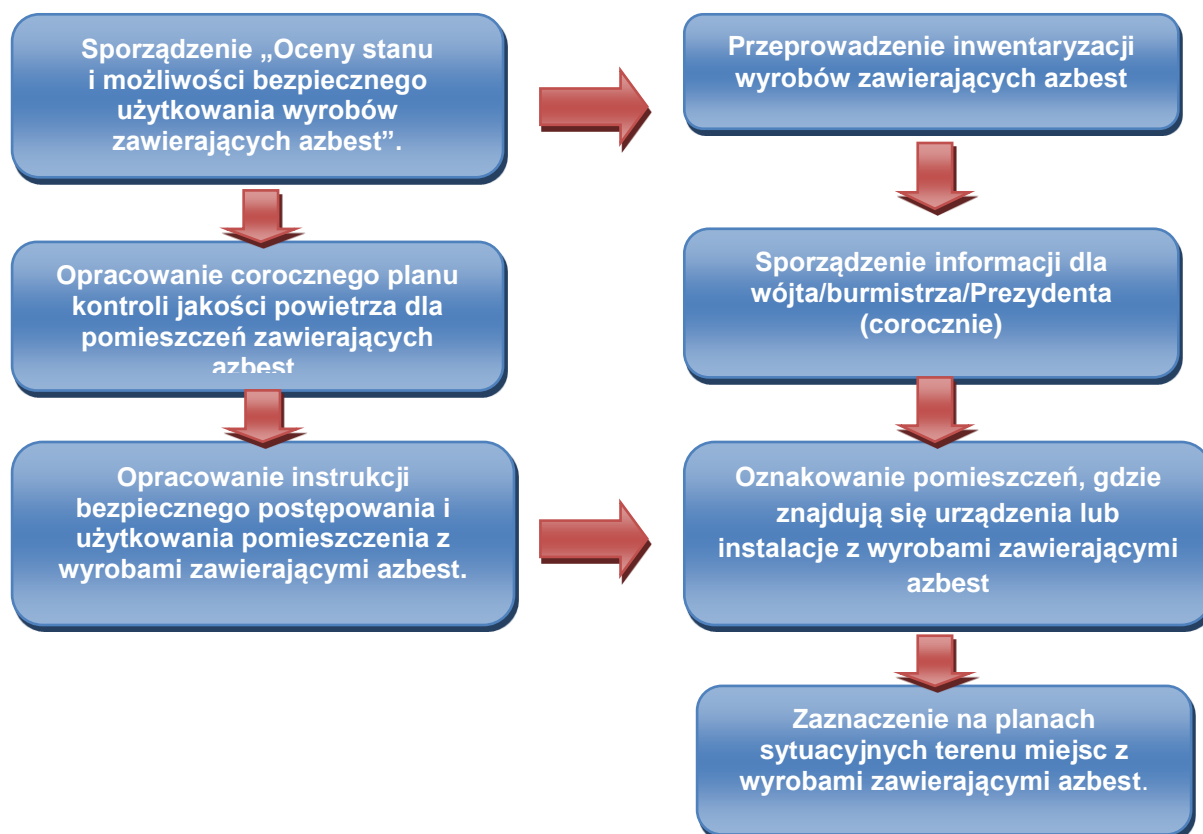 Sporządzenie „Oceny stanu
i możliwości bezpiecznego
użytkowania wyrobów
zawierających azbest”.
Przeprowadzenie inwentaryzacji
wyrobów zawierających azbest
Opracowanie corocznego planu
kontroli jakości powietrza dla
pomieszczeń zawierających
azbest
Sporządzenie informacji dla
wójta/burmistrza/Prezydenta
(corocznie)
Opracowanie instrukcji
bezpiecznego postępowania i
użytkowania pomieszczenia z
wyrobami zawierającymi azbest.
Oznakowanie pomieszczeń, gdzie
znajdują się urządzenia lub
instalacje z wyrobami zawierającymi
azbest
Zaznaczenie na planach
sytuacyjnych terenu miejsc z
wyrobami zawierającymi azbest.